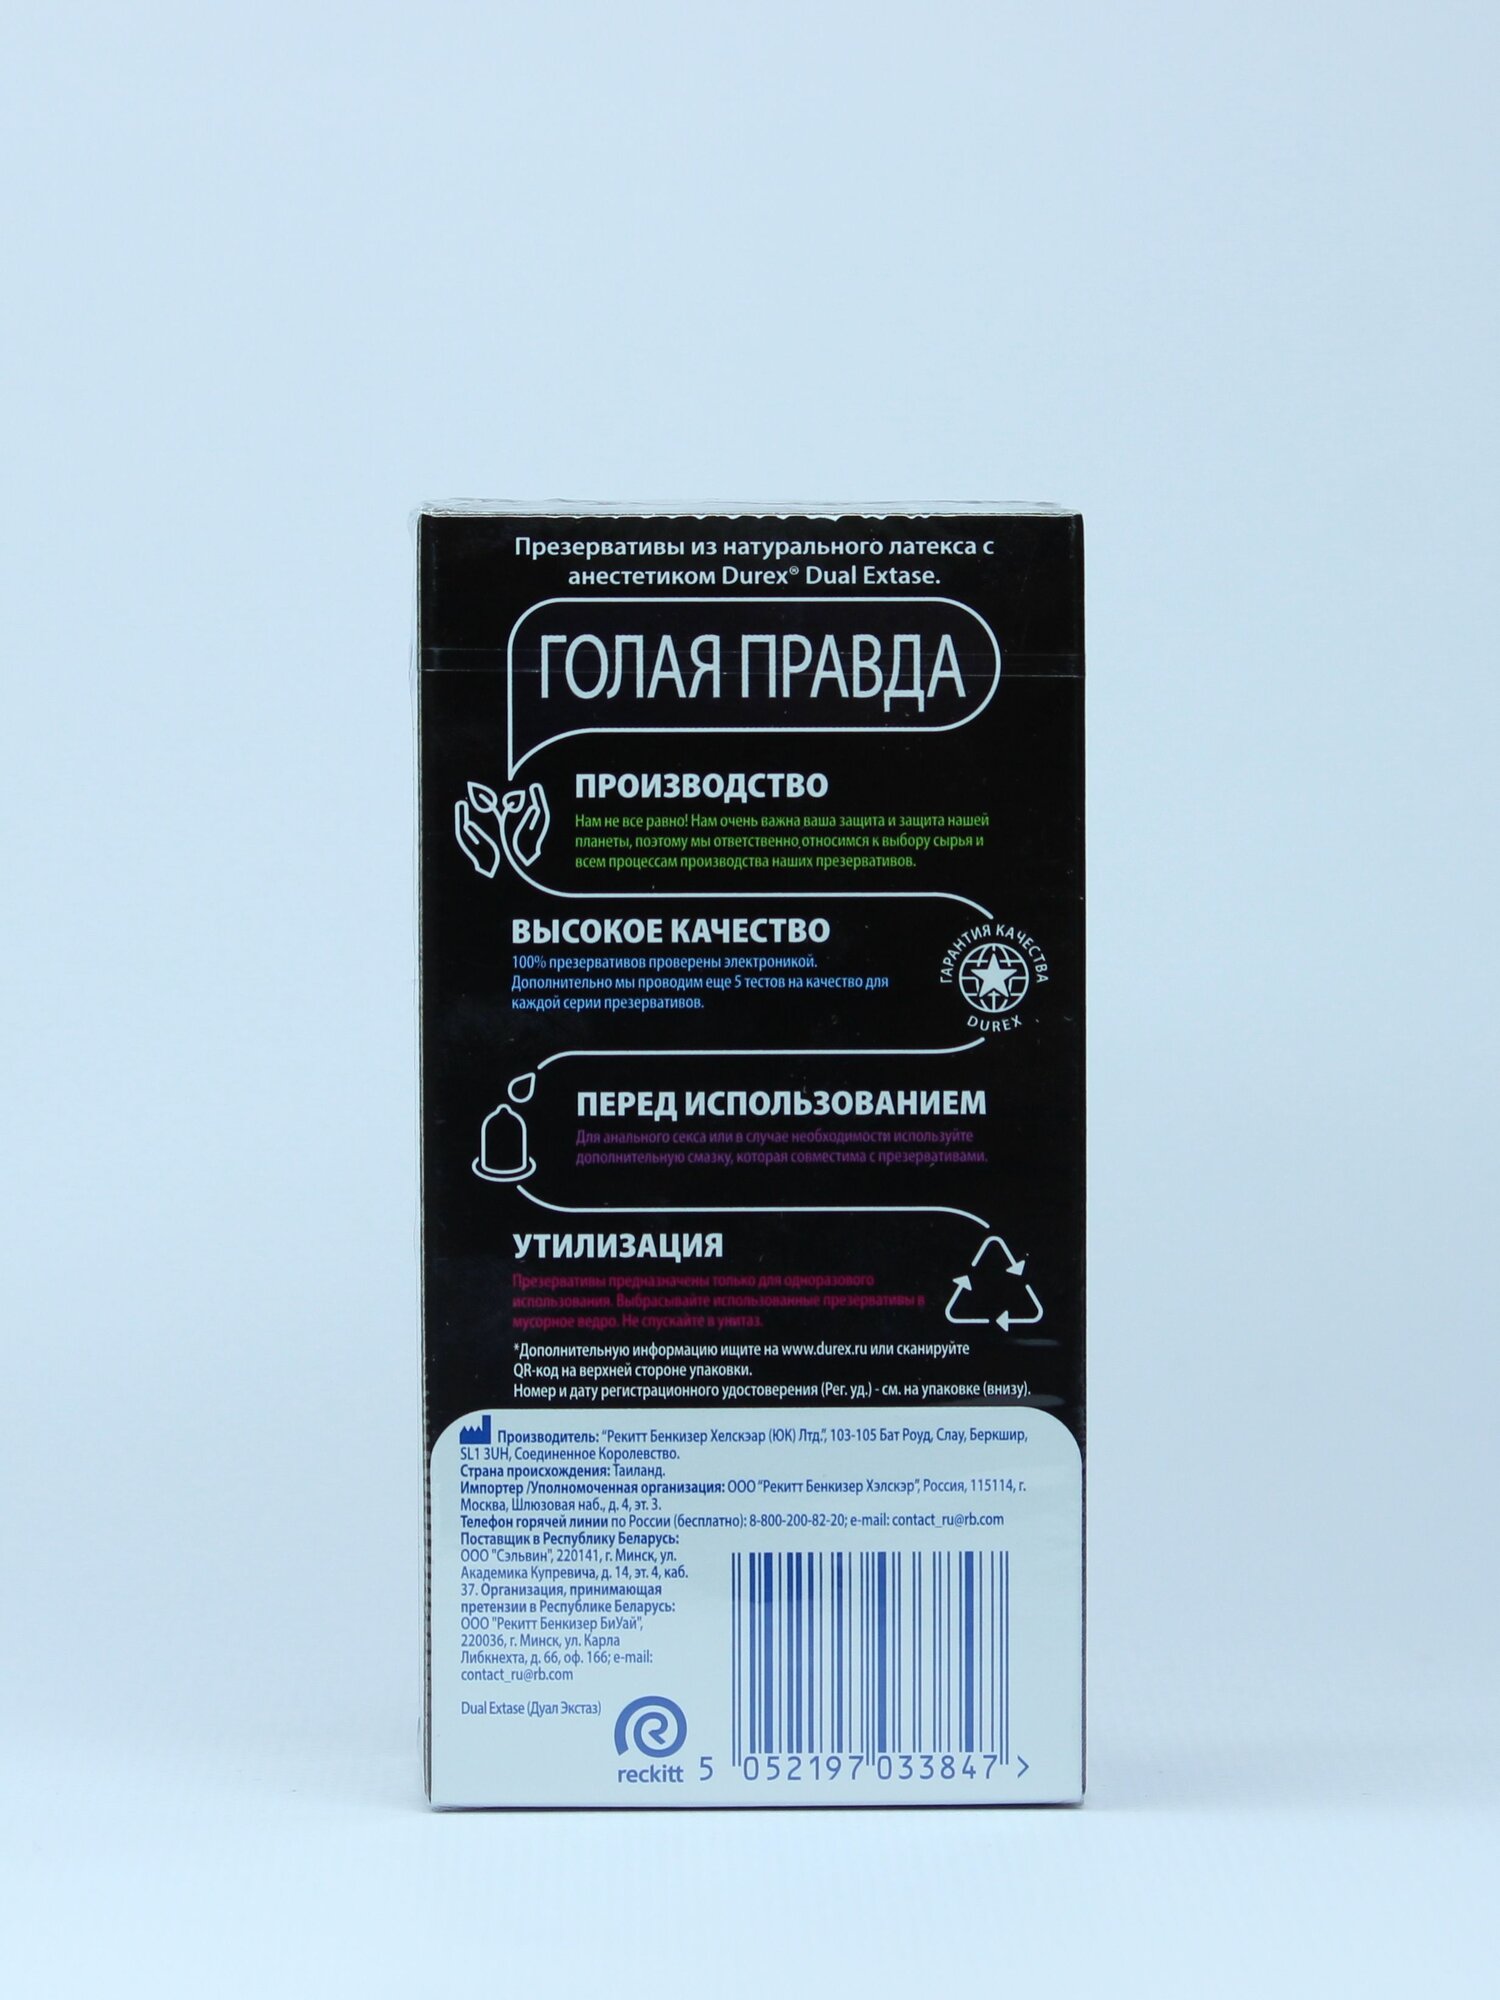 Презервативы из натурального латекса с
анестетиком Durex® Dual Extase.
ГОЛАЯ ПРАВДА
ПРОИЗВОДСТВО
Нам не все равно! Нам очень важна ваша защита и защита нашей
планеты, поэтому мы ответственно относимся к выбору сырья и
всем процессам производства наших презервативов.
ВЫСОКОЕ КАЧЕСТВО
100% презервативов проверены электроникой.
Дополнительно мы проводим еще 5 тестов на качество для
каждой серии презервативов.
ГАРАНТИЯ КАЧЕСТВА
DUREX
ПЕРЕД ИСПОЛЬЗОВАНИЕМ
Для анального секса или в случае необходимости используйте
дополнительную смазку, которая совместима с презервативами.
УТИЛИЗАЦИЯ
Презервативы предназначены только для одноразового
использования. Выбрасывайте использованные презервативы в
мусорное ведро. Не спускайте в унитаз.
*Дополнительную информацию ищите на www.durex.ru или сканируйте
QR-код на верхней стороне упаковки.
Номер и дату регистрационного удостоверения (Рег. уд.) - см. на упаковке (внизу).
Производитель: "Рекитт Бенкизер Хелскэар (ЮК) Лтд.", 103-105 Бат Роуд, Слау, Беркшир,
SL1 3UH, Соединенное Королевство.
Страна происхождения: Таиланд.
Импортер /Уполномоченная организация: ООО "Рекитт Бенкизер Хэлскэр", Россия, 115114, г.
Москва, Шлюзовая наб., д. 4, эт. 3.
Телефон горячей линии по России (бесплатно): 8-800-200-82-20; e-mail: contact_ru@rb.com
Поставщик в Республику Беларусь:
ООО "Сэльвин", 220141, г. Минск, ул.
Академика Купревича, д. 14, эт. 4, каб.
37. Организация, принимающая
претензии в Республике Беларусь:
ООО "Рекитт Бенкизер БиУай",
220036, г. Минск, ул. Карла
Либкнехта, д. 66, оф. 166; e-mail:
contact_ru@rb.com
Dual Extase (Дуал Экстаз)
reckitt
5 052197 033847 >